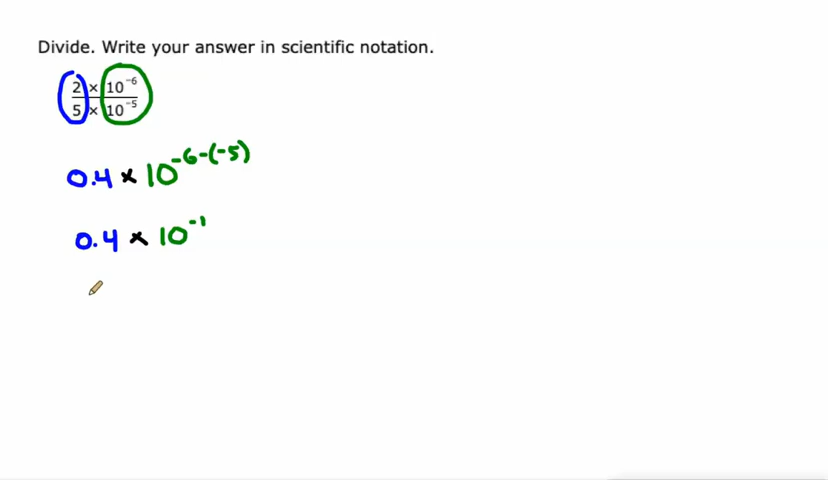 Divide. Write your answer in scientific notation.
2 × 10⁻⁶
5 × 10⁻⁵
0.4 × 10⁻⁶⁻⁽⁻⁵⁾
0.4 × 10⁻¹